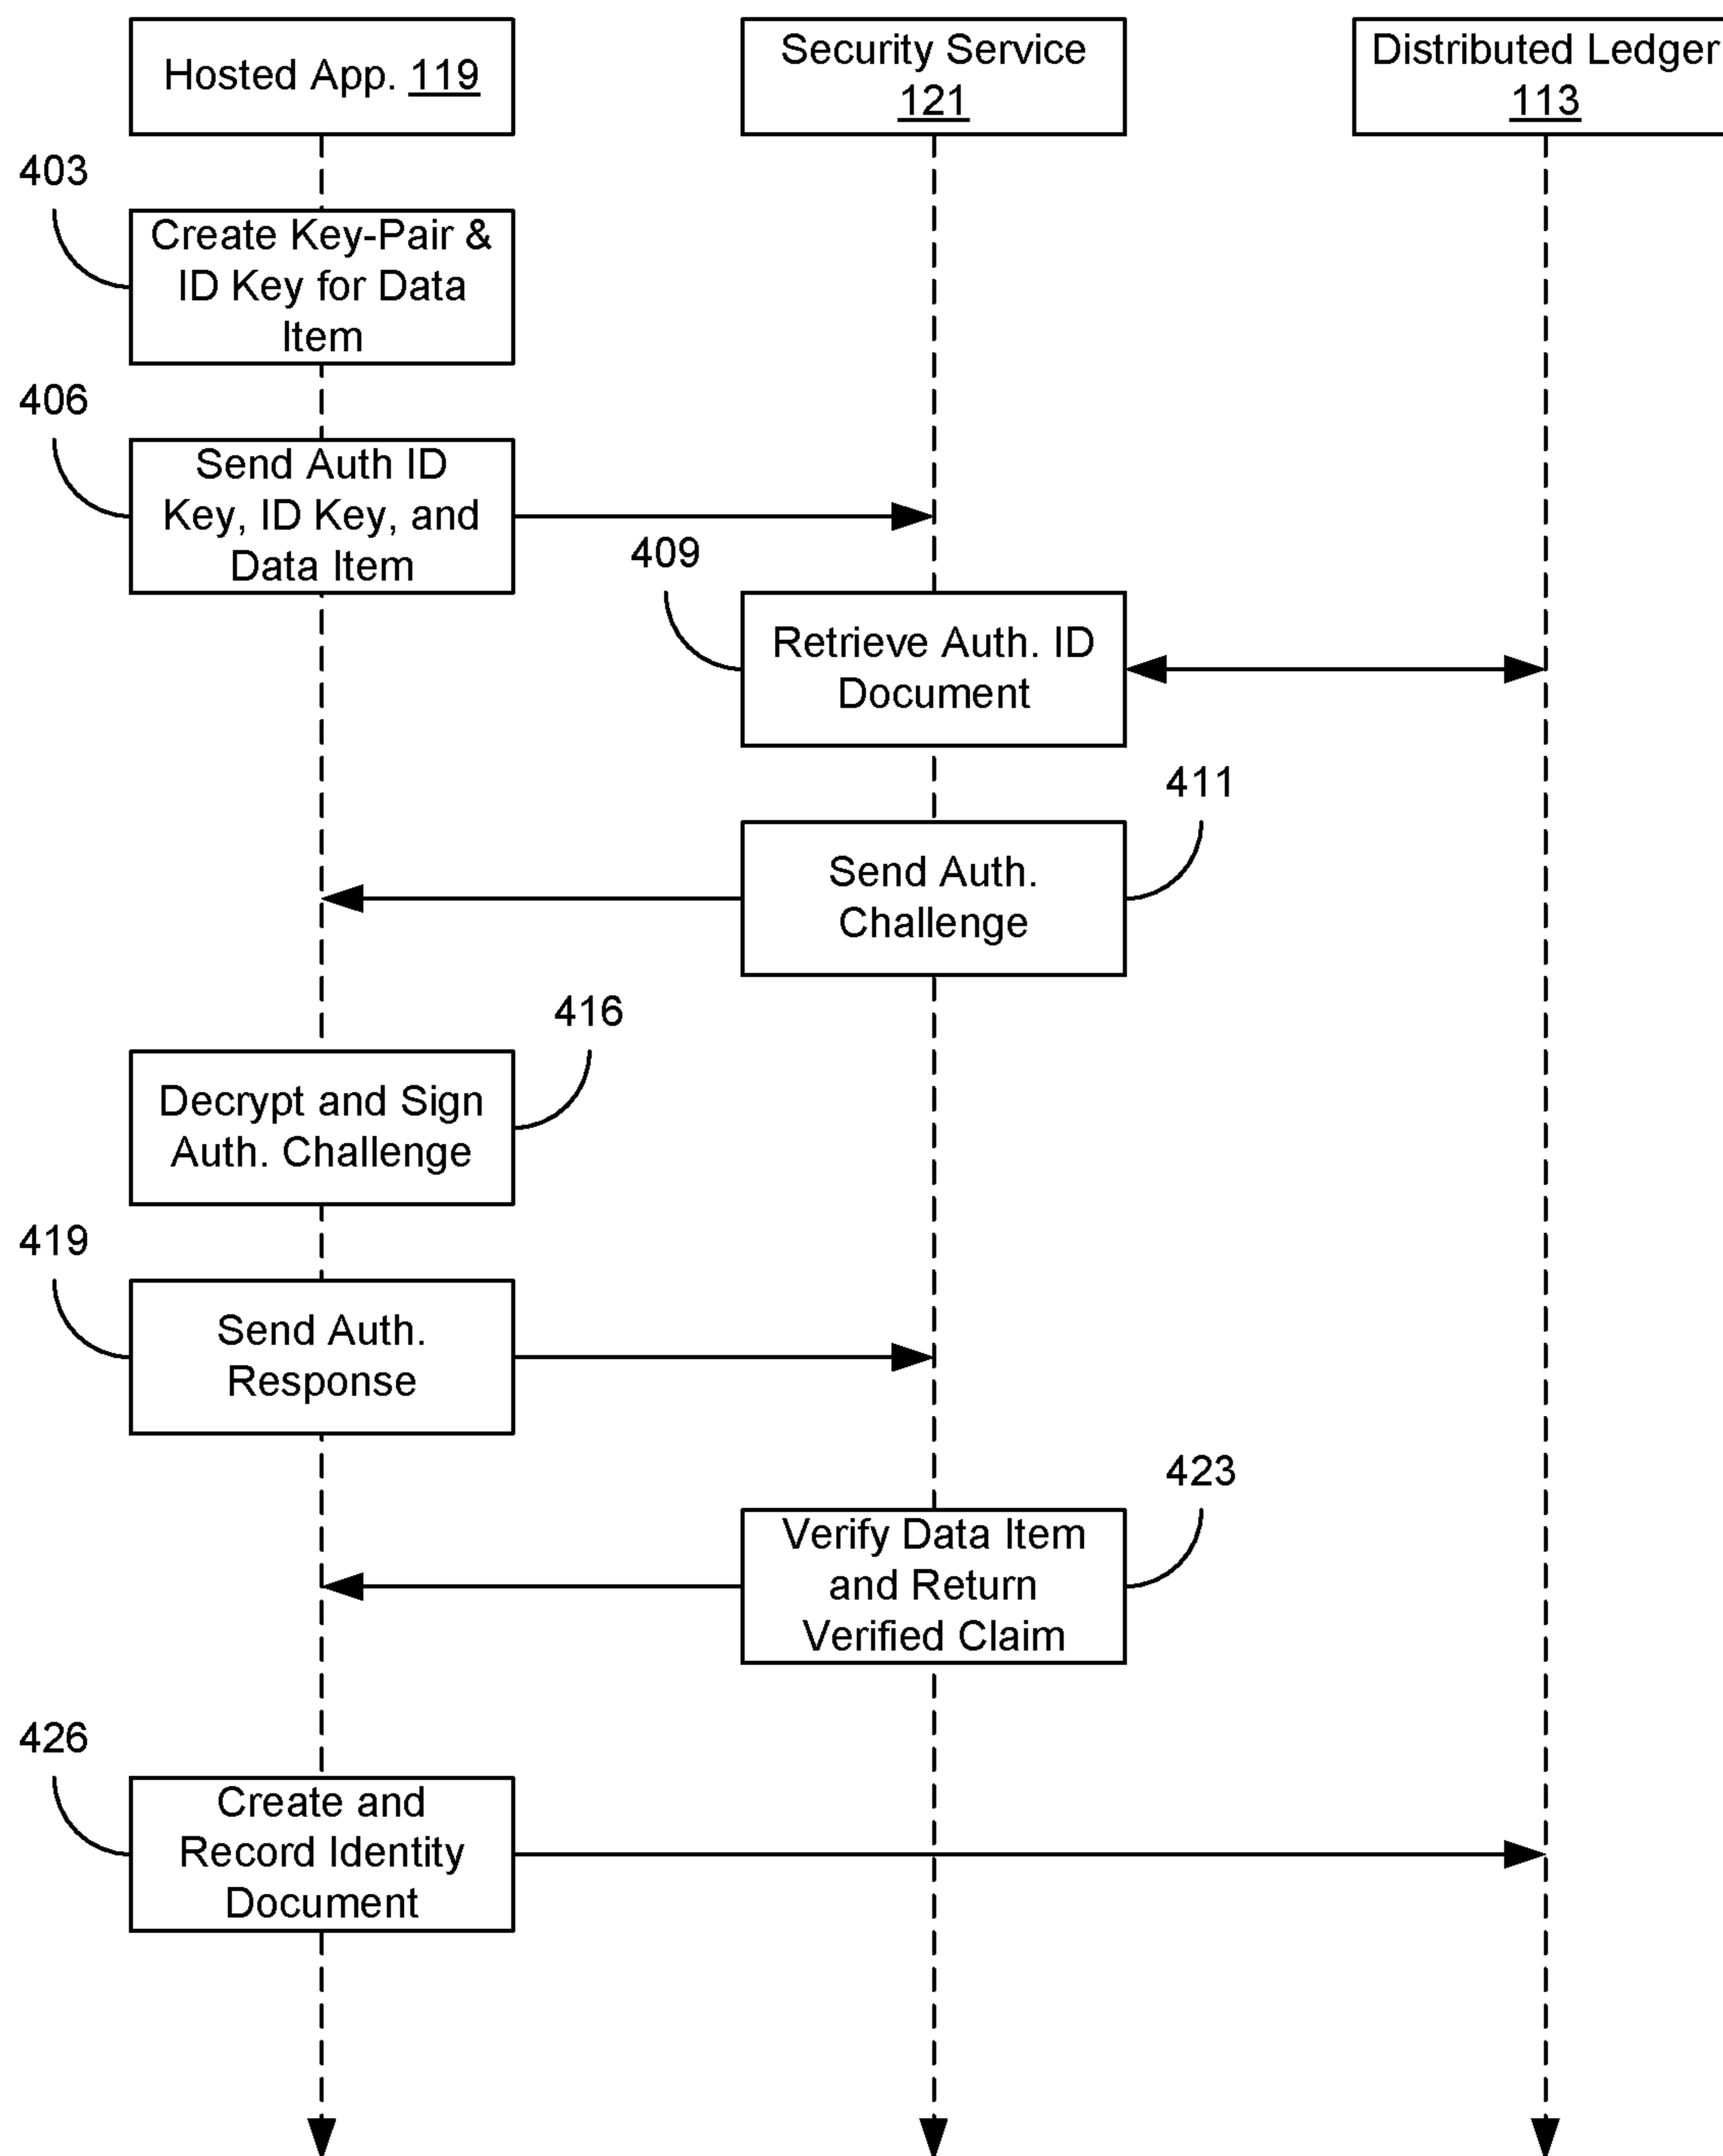 Hosted App. 119
Security Service
121
Distributed Ledger
113
403
Create Key-Pair &
ID Key for Data
Item
406
Send Auth ID
Key, ID Key, and
Data Item
409
Retrieve Auth. ID
Document
411
Send Auth.
Challenge
416
Decrypt and Sign
Auth. Challenge
419
Send Auth.
Response
423
Verify Data Item
and Return
Verified Claim
426
Create and
Record Identity
Document